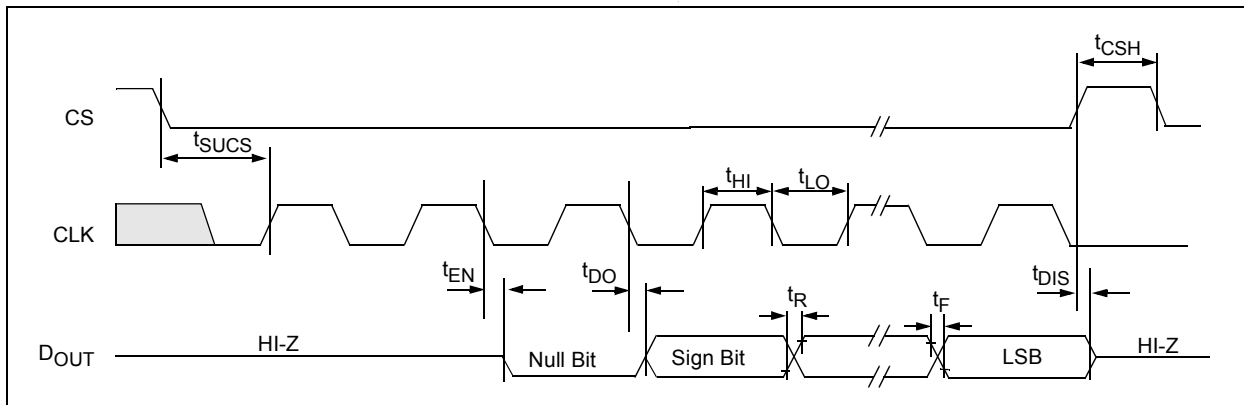 tCSH
CS
tSUCS
tHI
tLO
CLK
tEN
tDO
tR
tF
tDIS
DOUT
HI-Z
Null Bit
Sign Bit
LSB
HI-Z